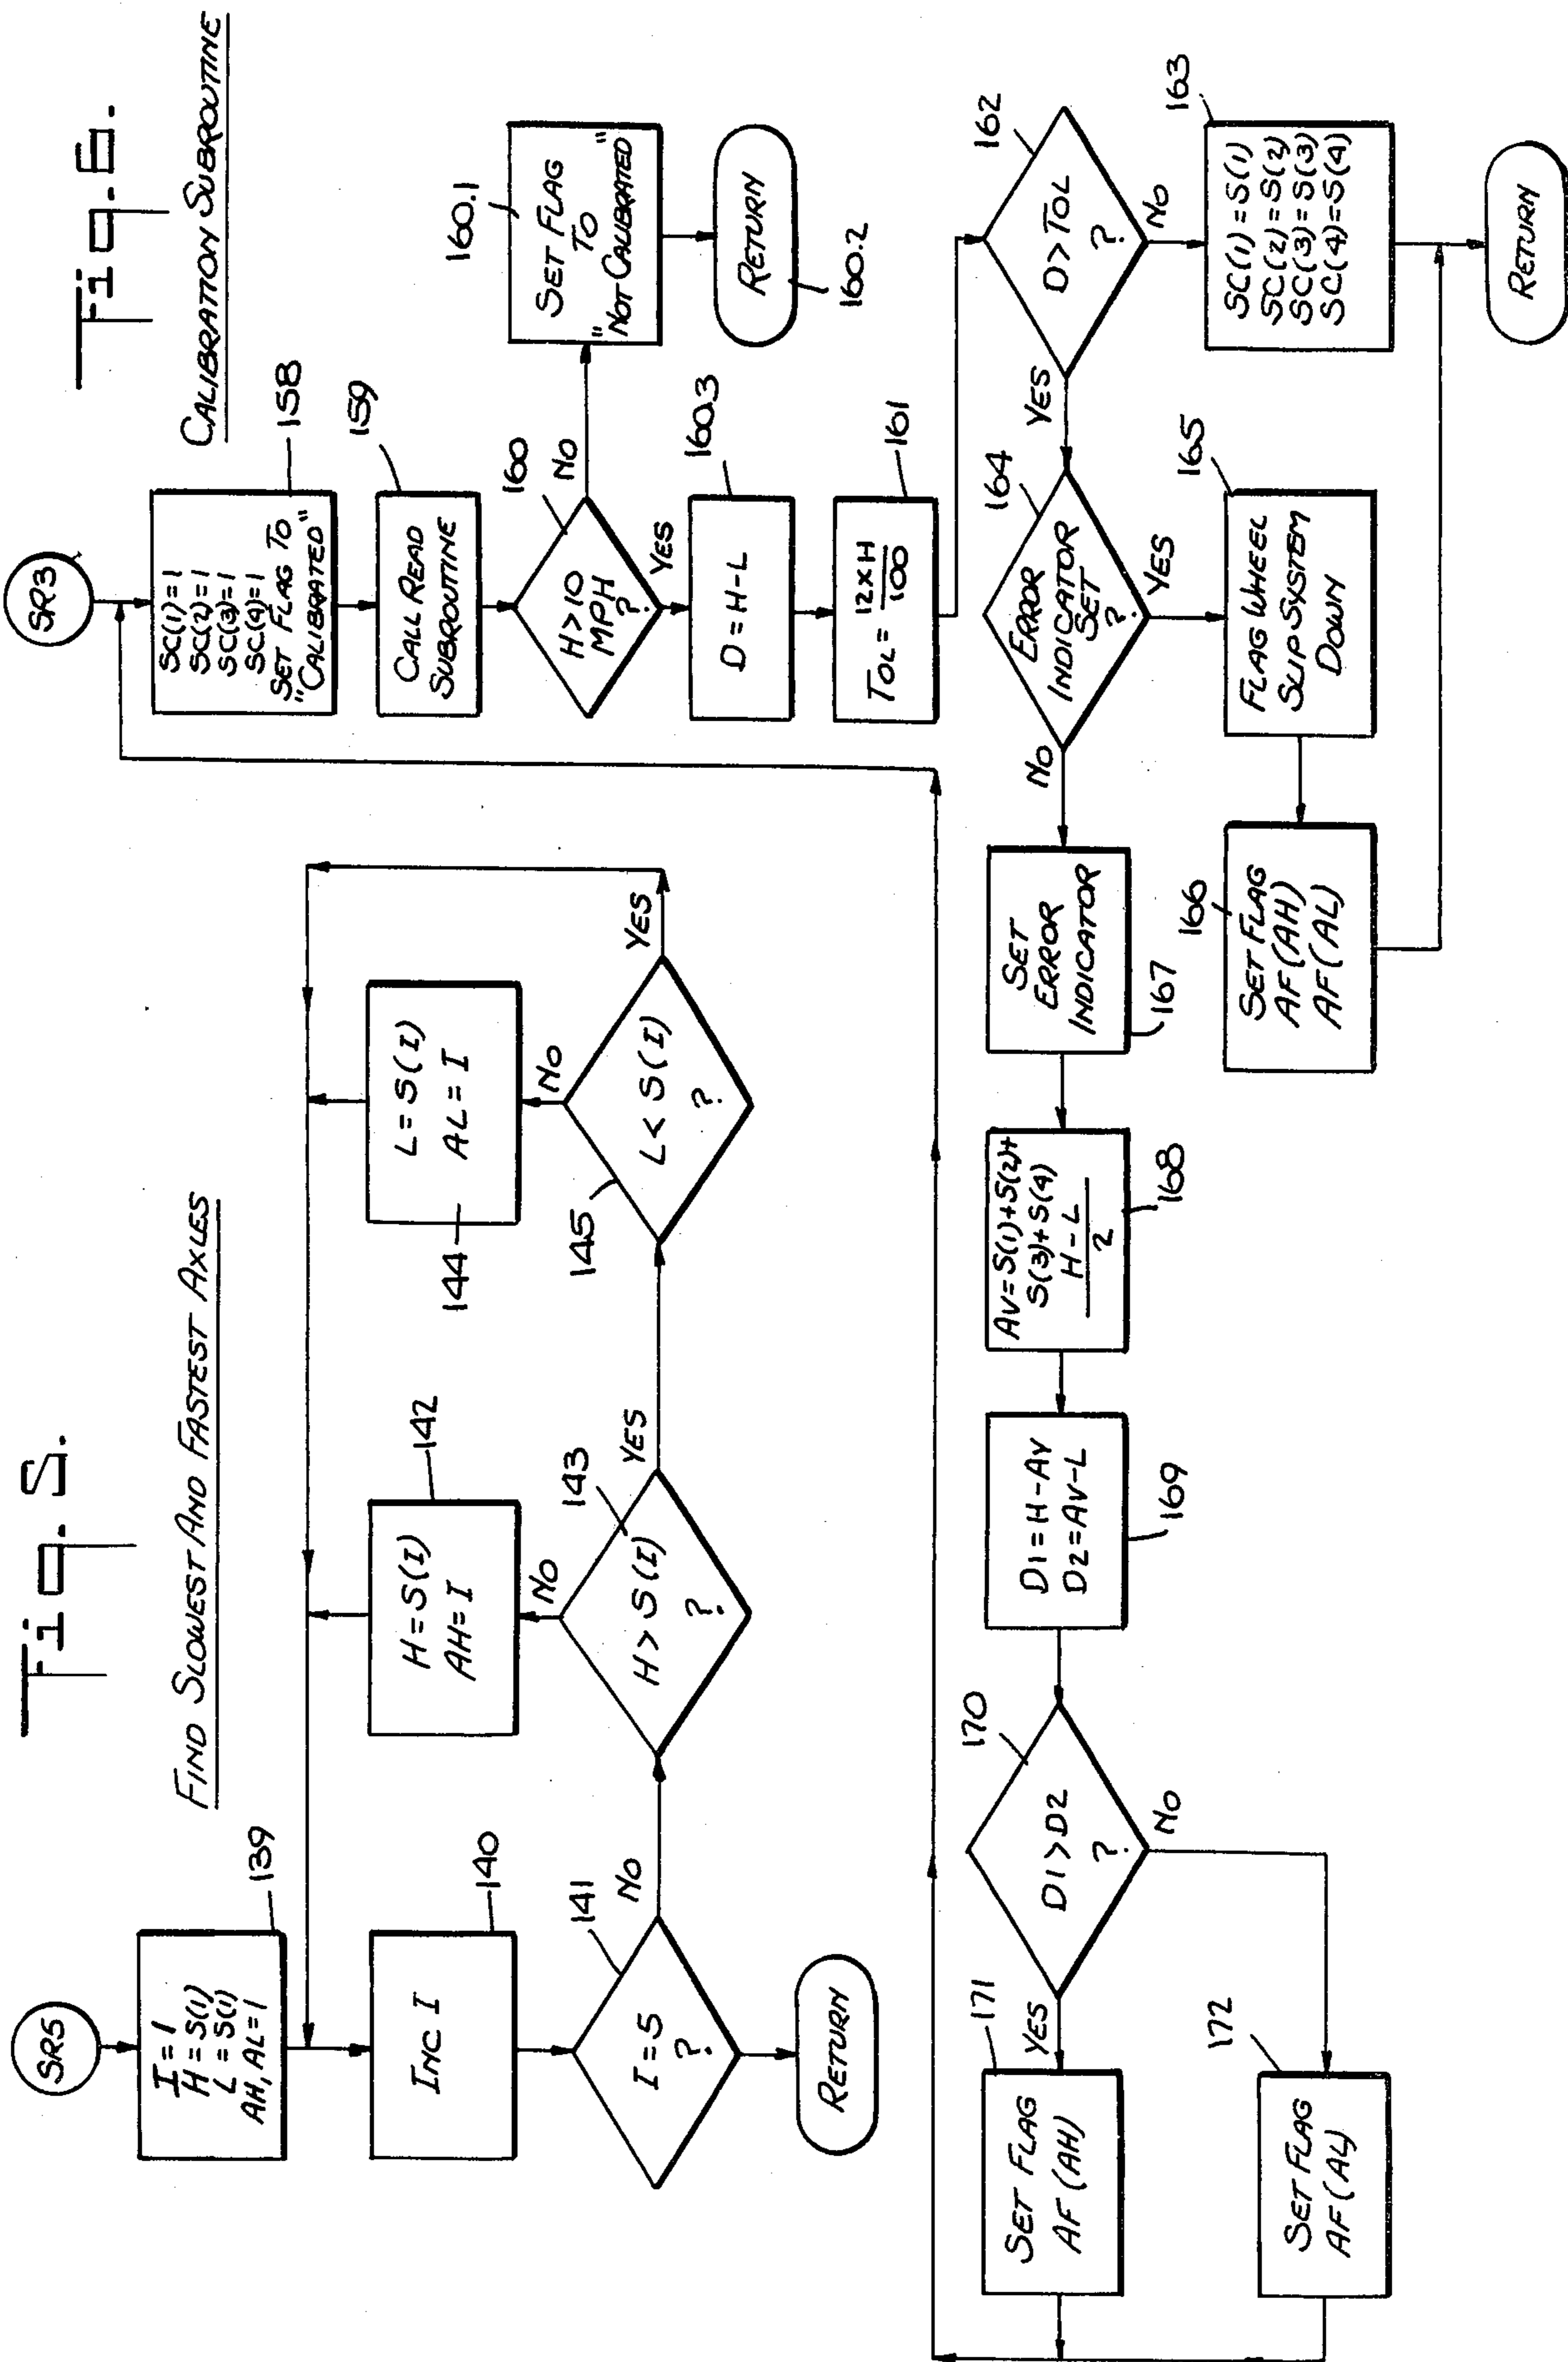 Fig. 5.
FIND SLOWEST AND FASTEST AXLES
SR5
I = 1
H = S(1)
L = S(1)
AH, AL = 1
139
INC I
140
I = 5
?
141
NO
RETURN
H = S(I)
AH = I
142
NO
H > S(I)
?
143
YES
L = S(I)
AL = I
144
NO
L < S(I)
?
145
YES
Fig. 6.
CALIBRATION SUBROUTINE
SR3
SC(1) = 1
SC(2) = 1
SC(3) = 1
SC(4) = 1
SET FLAG TO
"CALIBRATED"
158
CALL READ
SUBROUTINE
159
H > 10
MPH
?
160
NO
SET FLAG
TO
"NOT CALIBRATED"
160.1
RETURN
160.2
YES
D = H-L
160.3
TOL = 12 X H
100
161
D > TOL
?
162
NO
SC(1) = S(1)
SC(2) = S(2)
SC(3) = S(3)
SC(4) = S(4)
163
RETURN
YES
ERROR
INDICATOR
SET
?
164
YES
FLAG WHEEL
SLIP SYSTEM
DOWN
165
SET FLAG
AF(AH)
AF(AL)
166
NO
SET
ERROR
INDICATOR
167
AV = S(1) + S(2) +
S(3) + S(4)
H - L
2
168
D1 = H - AV
D2 = AV - L
169
D1 > D2
?
170
YES
SET FLAG
AF (AH)
171
NO
SET FLAG
AF (AL)
172